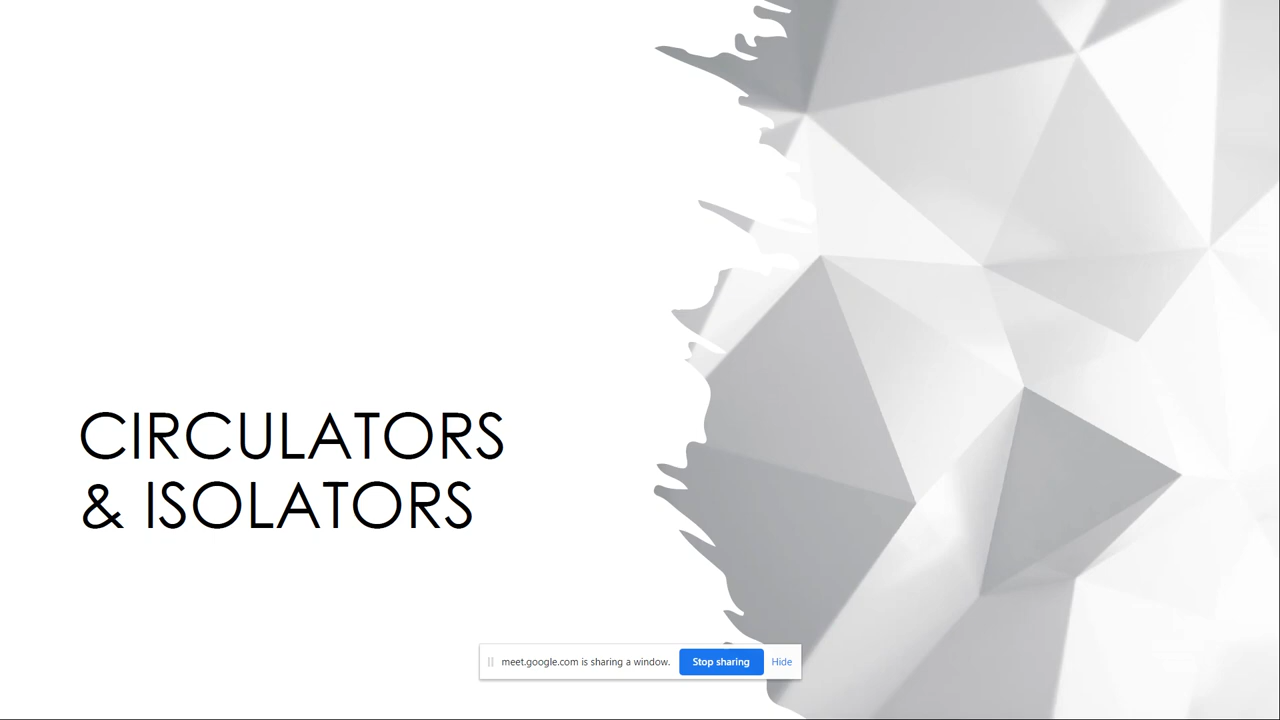 CIRCULATORS
& ISOLATORS
meet.google.com is sharing a window. Stop sharing Hide